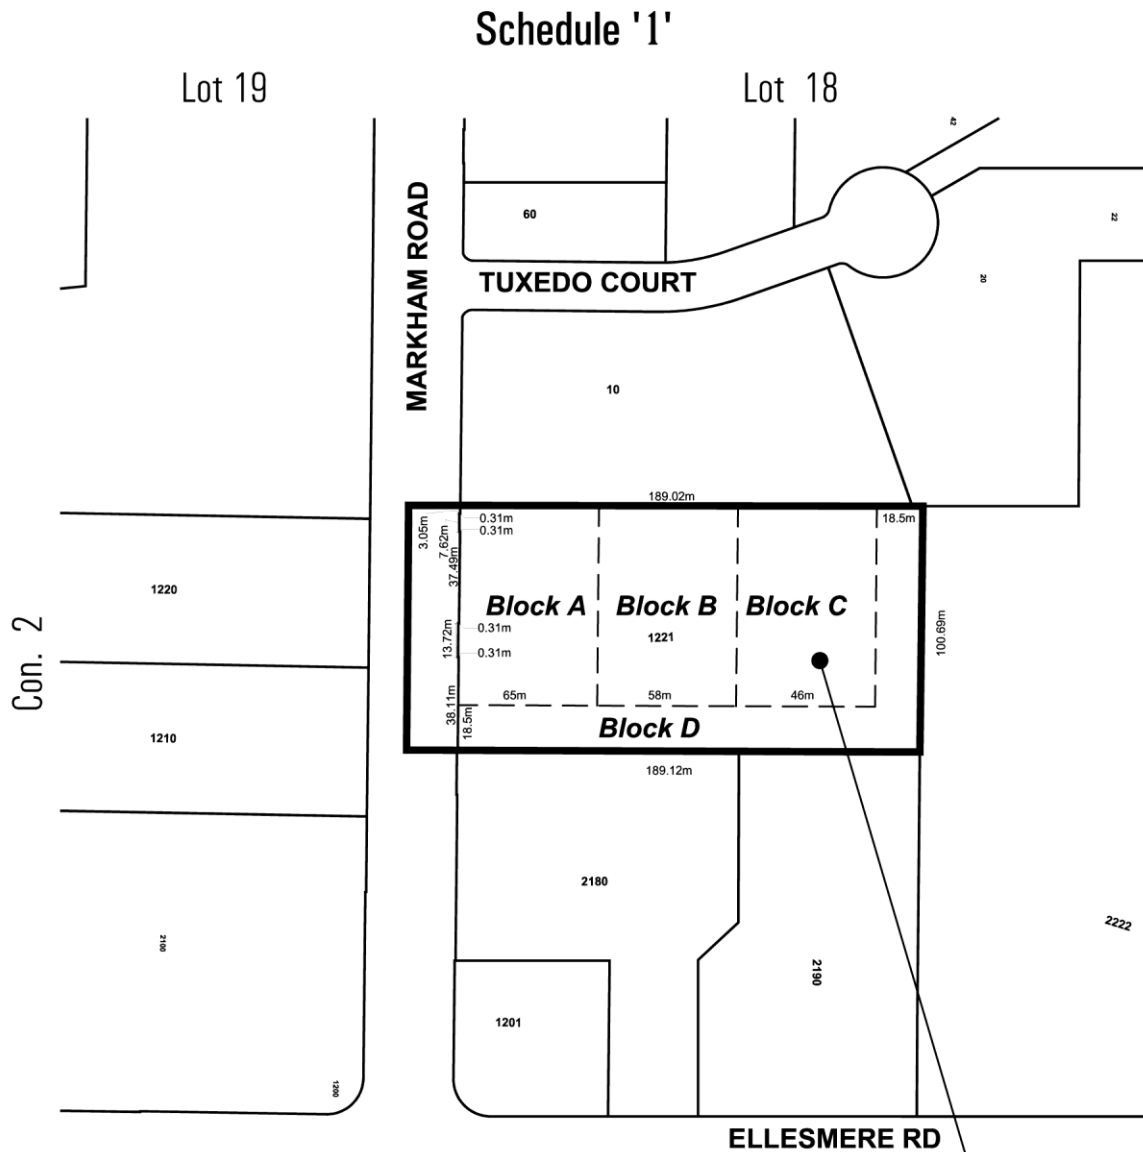 Schedule '1'
Lot 19
Lot 18
42
MARKHAM ROAD
60
22
TUXEDO COURT
20
10
189.02m
3.05m
0.31m
18.5m
7.62m
0.31m
37.49m
1220
Block A
Block B
Block C
Con. 2
13.72m
0.31m
1221
100.69m
0.31m
65m
58m
46m
38.11m
18.5m
Block D
1210
189.12m
2180
2100
2222
2190
1201
1200
ELLESMERE RD